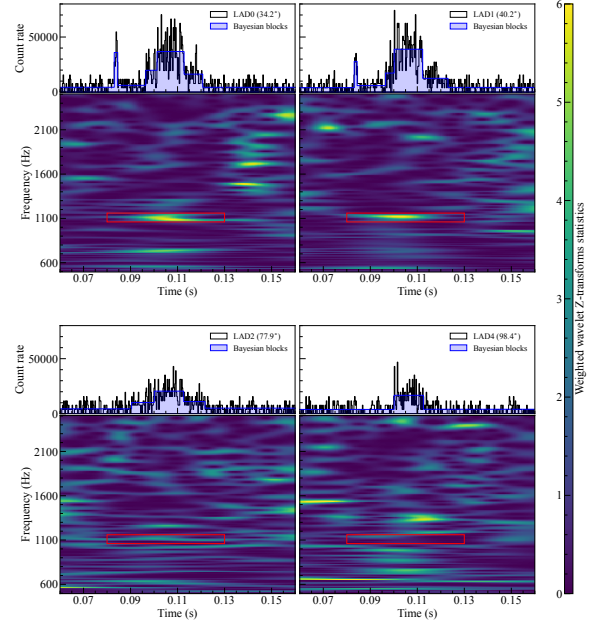 LAD0 (34.2°)
Bayesian blocks
LAD1 (40.2°)
Bayesian blocks
Count rate
50000
0
Frequency (Hz)
2100
1600
1100
600
0.07 0.09 0.11 0.13 0.15
0.07 0.09 0.11 0.13 0.15
Time (s)
Time (s)
LAD2 (77.9°)
Bayesian blocks
LAD4 (98.4°)
Bayesian blocks
Count rate
50000
0
Frequency (Hz)
2100
1600
1100
600
0.07 0.09 0.11 0.13 0.15
0.07 0.09 0.11 0.13 0.15
Time (s)
Time (s)
6
5
4
3
2
1
0
Weighted wavelet Z-transforms statistics